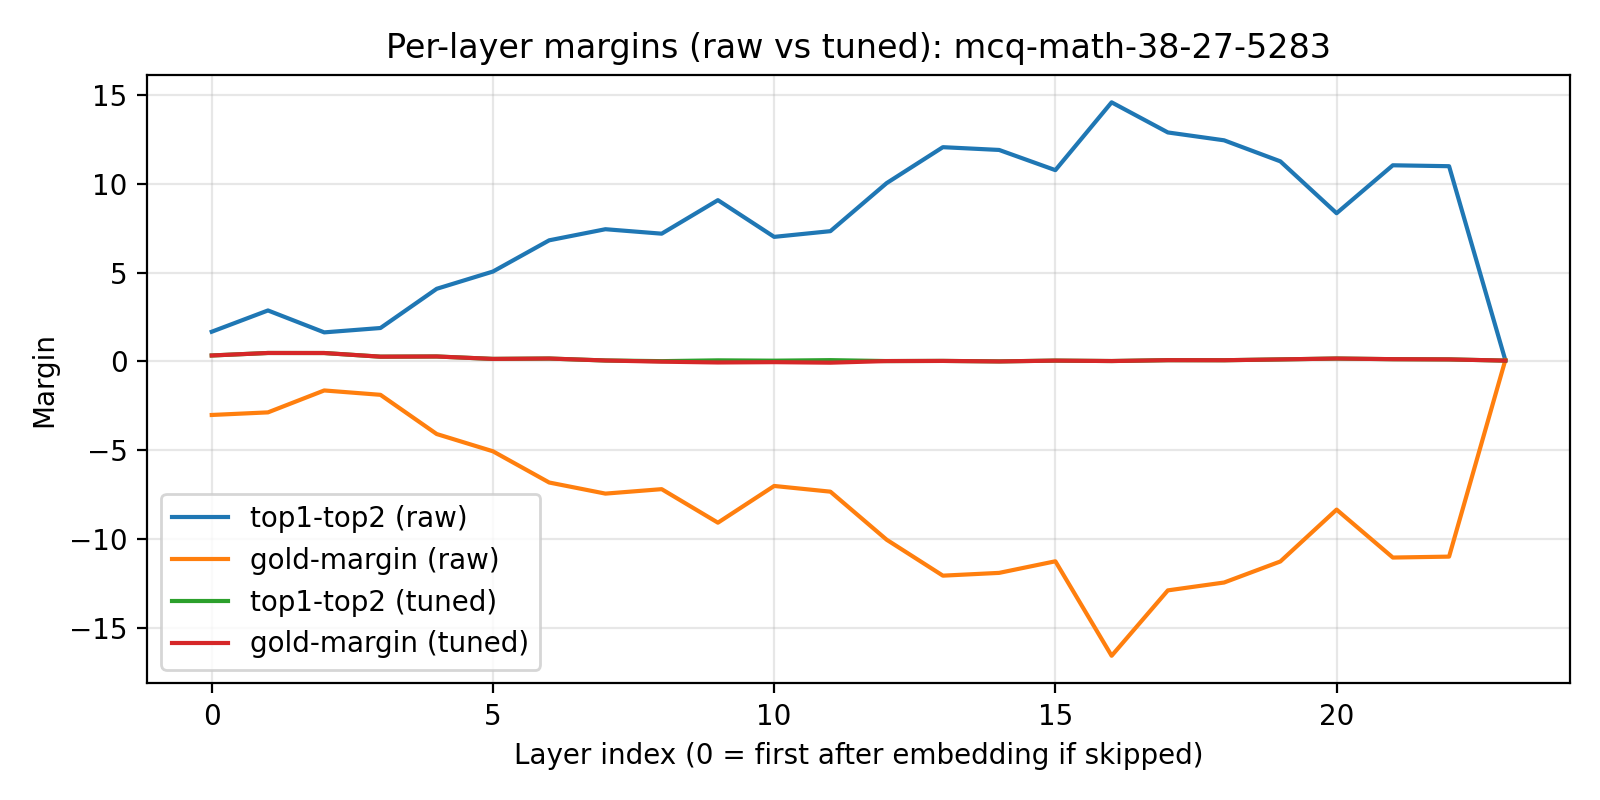 Per-layer margins (raw vs tuned): mcq-math-38-27-5283
15
10
5
0
−5
−10
−15
Margin
top1-top2 (raw)
gold-margin (raw)
top1-top2 (tuned)
gold-margin (tuned)
0 5 10 15 20
Layer index (0 = first after embedding if skipped)